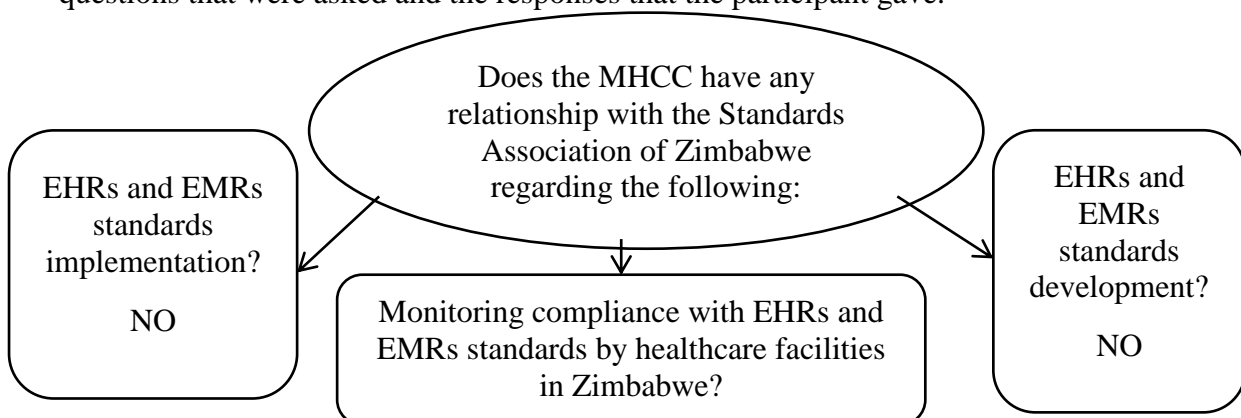 questions that were asked and the responses that the participant gave.
Does the MHCC have any
relationship with the Standards
Association of Zimbabwe
regarding the following:
EHRs and EMRs
standards
implementation?
NO
Monitoring compliance with EHRs and
EMRs standards by healthcare facilities
in Zimbabwe?
EHRs and
EMRs
standards
development?
NO